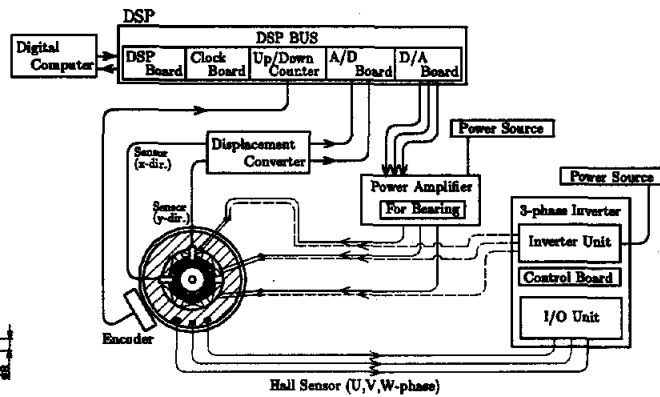 DSP
DSP BUS
Digital
Computer
DSP
Board
Clock
Board
Up/Down
Counter
A/D
Board
D/A
Board
Sensor
(x-dir.)
Displacement
Converter
Power Source
Power Source
Power Amplifier
For Bearing
Sensor
(y-dir.)
3-phase Inverter
Inverter Unit
Control Board
I/O Unit
Encoder
Hall Sensor (U,V,W-phase)